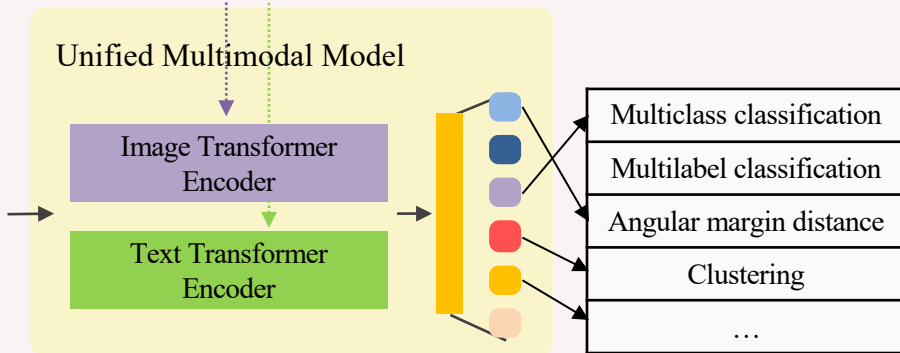 Unified Multimodal Model
Image Transformer
Encoder
Text Transformer
Encoder
Multiclass classification
Multilabel classification
Angular margin distance
Clustering
…